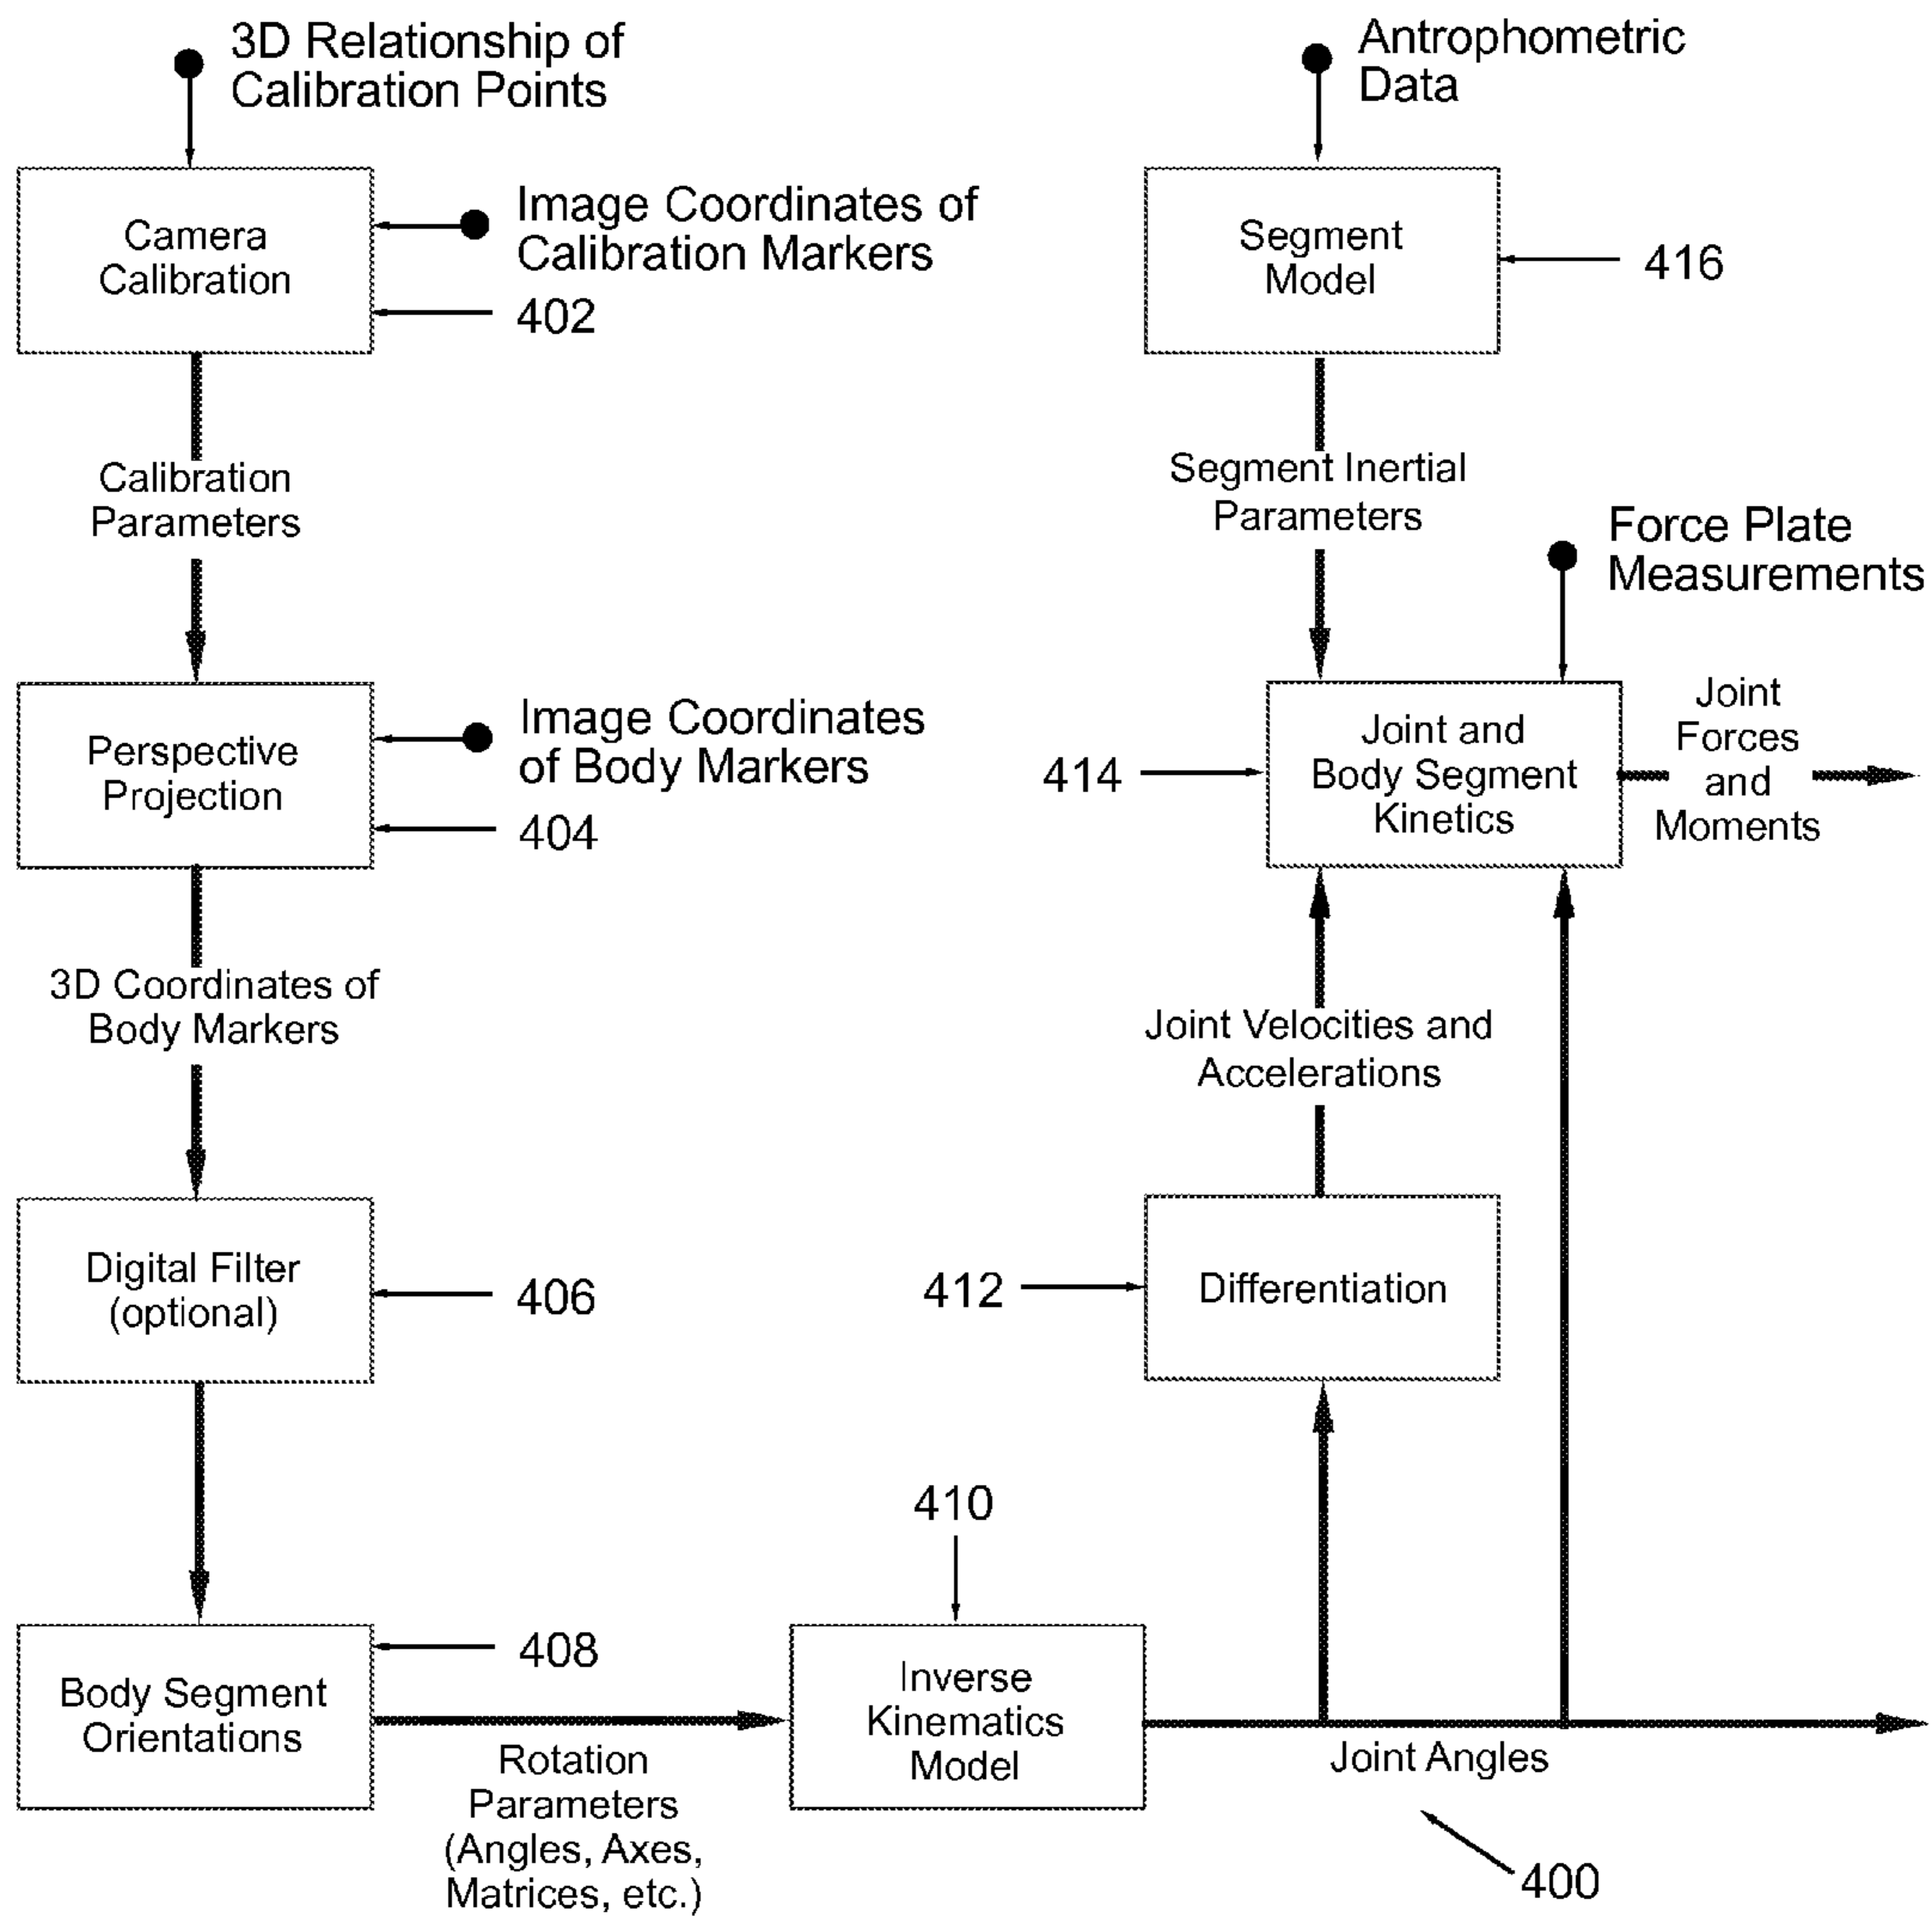 3D Relationship of
Calibration Points
Camera
Calibration
Image Coordinates of
Calibration Markers
402
Calibration
Parameters
Perspective
Projection
Image Coordinates
of Body Markers
404
3D Coordinates of
Body Markers
Digital Filter
(optional)
406
Body Segment
Orientations
408
Rotation
Parameters
(Angles, Axes,
Matrices, etc.)
410
Inverse
Kinematics
Model
Joint Angles
400
412
Differentiation
Joint Velocities and
Accelerations
Antrophometric
Data
Segment
Model
416
Segment Inertial
Parameters
Force Plate
Measurements
414
Joint and
Body Segment
Kinetics
Joint
Forces
and
Moments